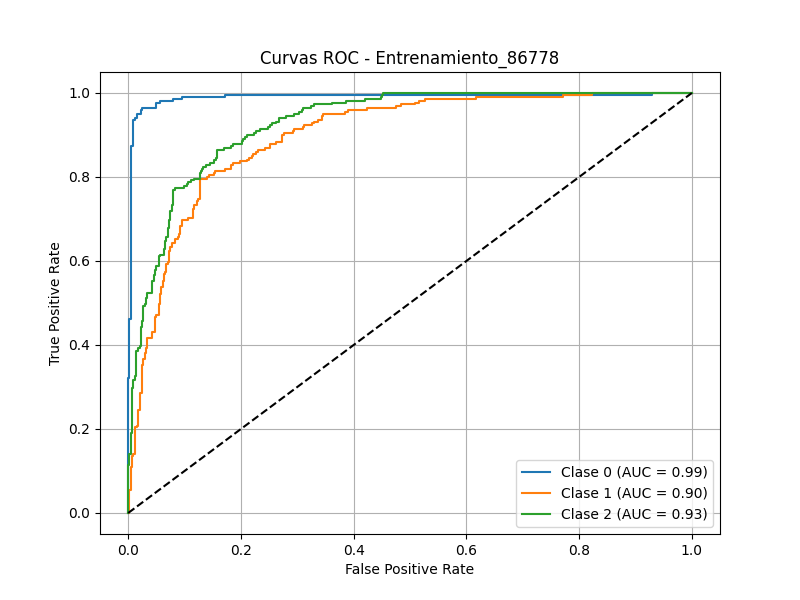 Curvas ROC - Entrenamiento_86778
True Positive Rate
1.0
0.8
0.6
0.4
0.2
0.0
Clase 0 (AUC = 0.99)
Clase 1 (AUC = 0.90)
Clase 2 (AUC = 0.93)
0.0 0.2 0.4 0.6 0.8 1.0
False Positive Rate